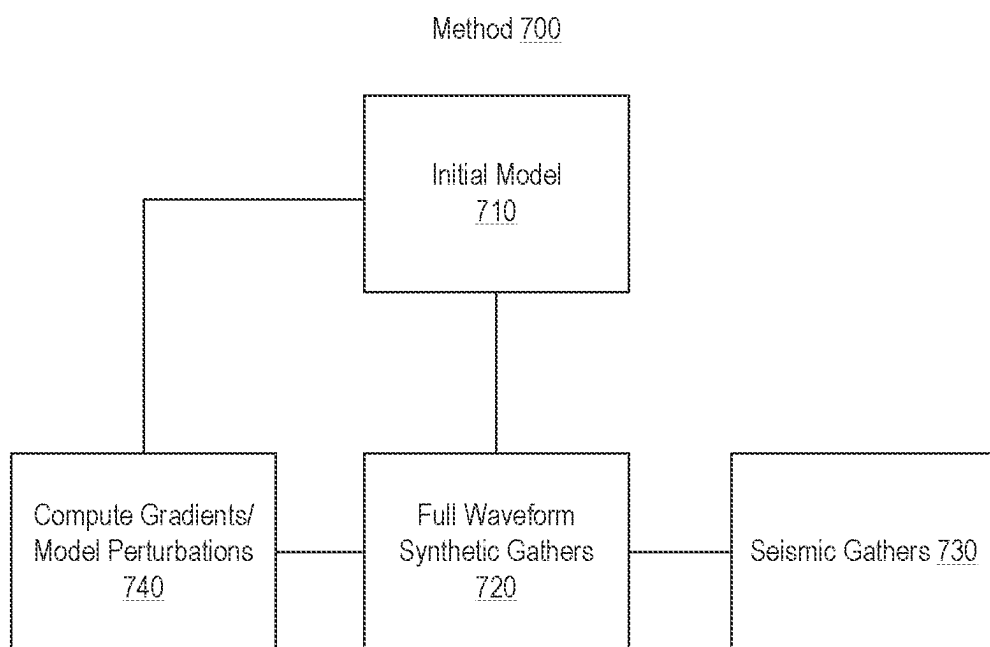 Method 700
Initial Model
710
Compute Gradients/
Model Perturbations
740
Full Waveform
Synthetic Gathers
720
Seismic Gathers 730